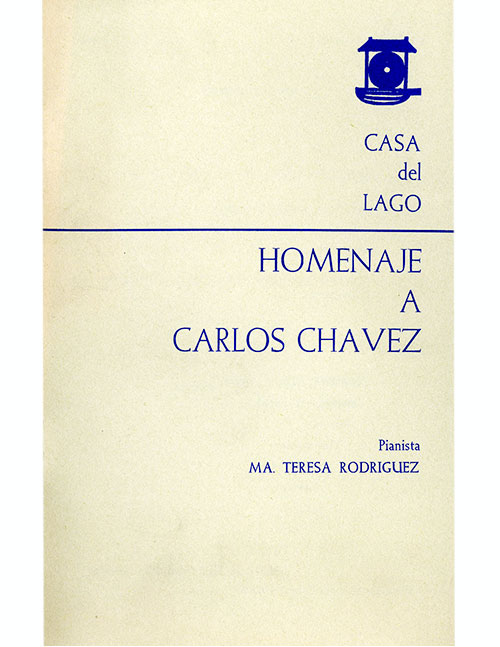 CASA
del
LAGO
HOMENAJE
A
CARLOS CHAVEZ
Pianista
MA. TERESA RODRIGUEZ